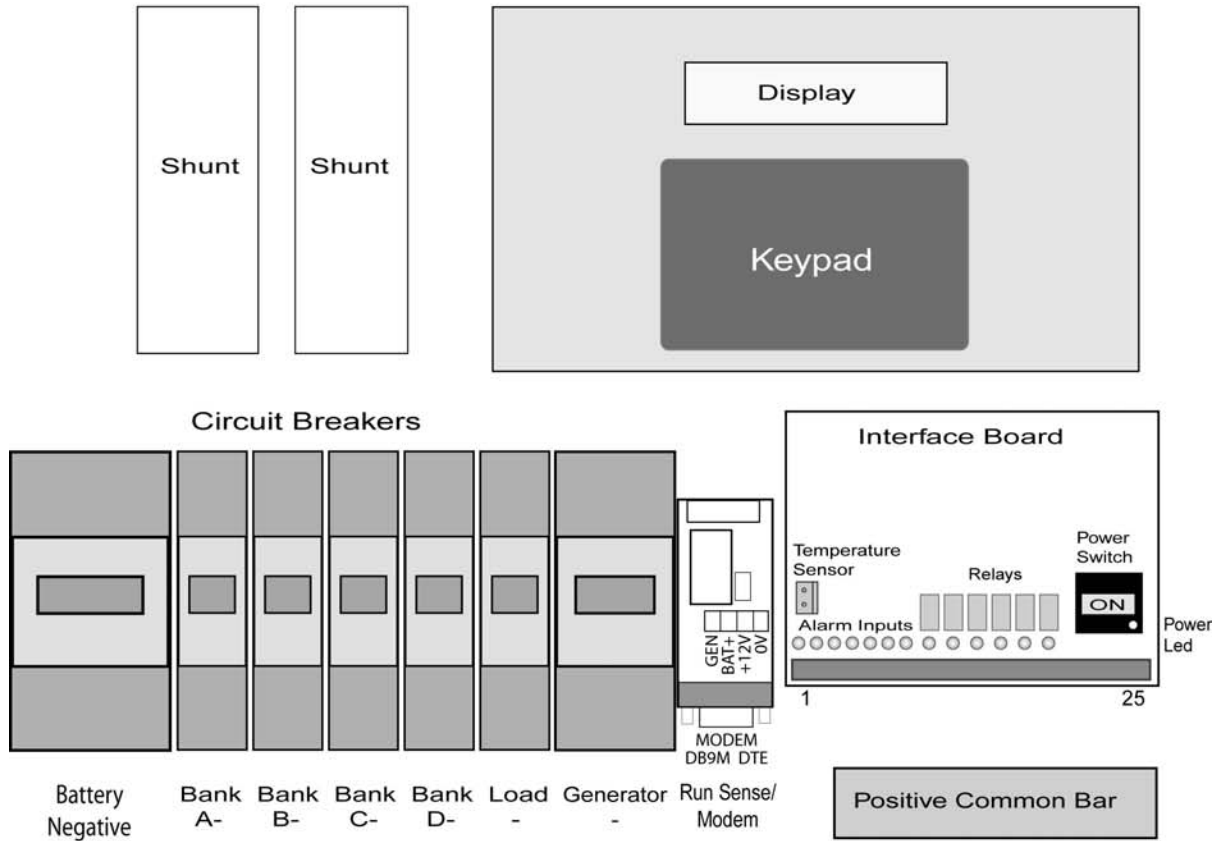 Shunt
Shunt
Display
Keypad
Circuit Breakers
Interface Board
Temperature
Sensor
Relays
Power
Switch
ON
Alarm Inputs
Power
Led
1
25
GEN
BAT+
+12V
0V
MODEM
DB9M DTE
Battery
Negative
Bank
A-
Bank
B-
Bank
C-
Bank
D-
Load
-
Generator
-
Run Sense/
Modem
Positive Common Bar